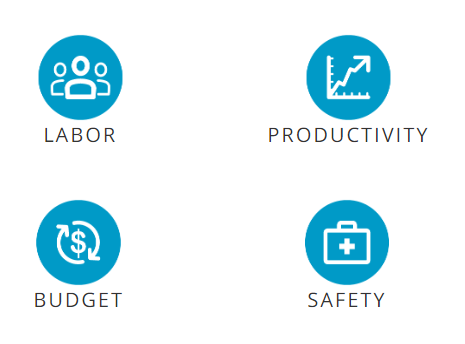 LABOR
PRODUCTIVITY
$
BUDGET
SAFETY